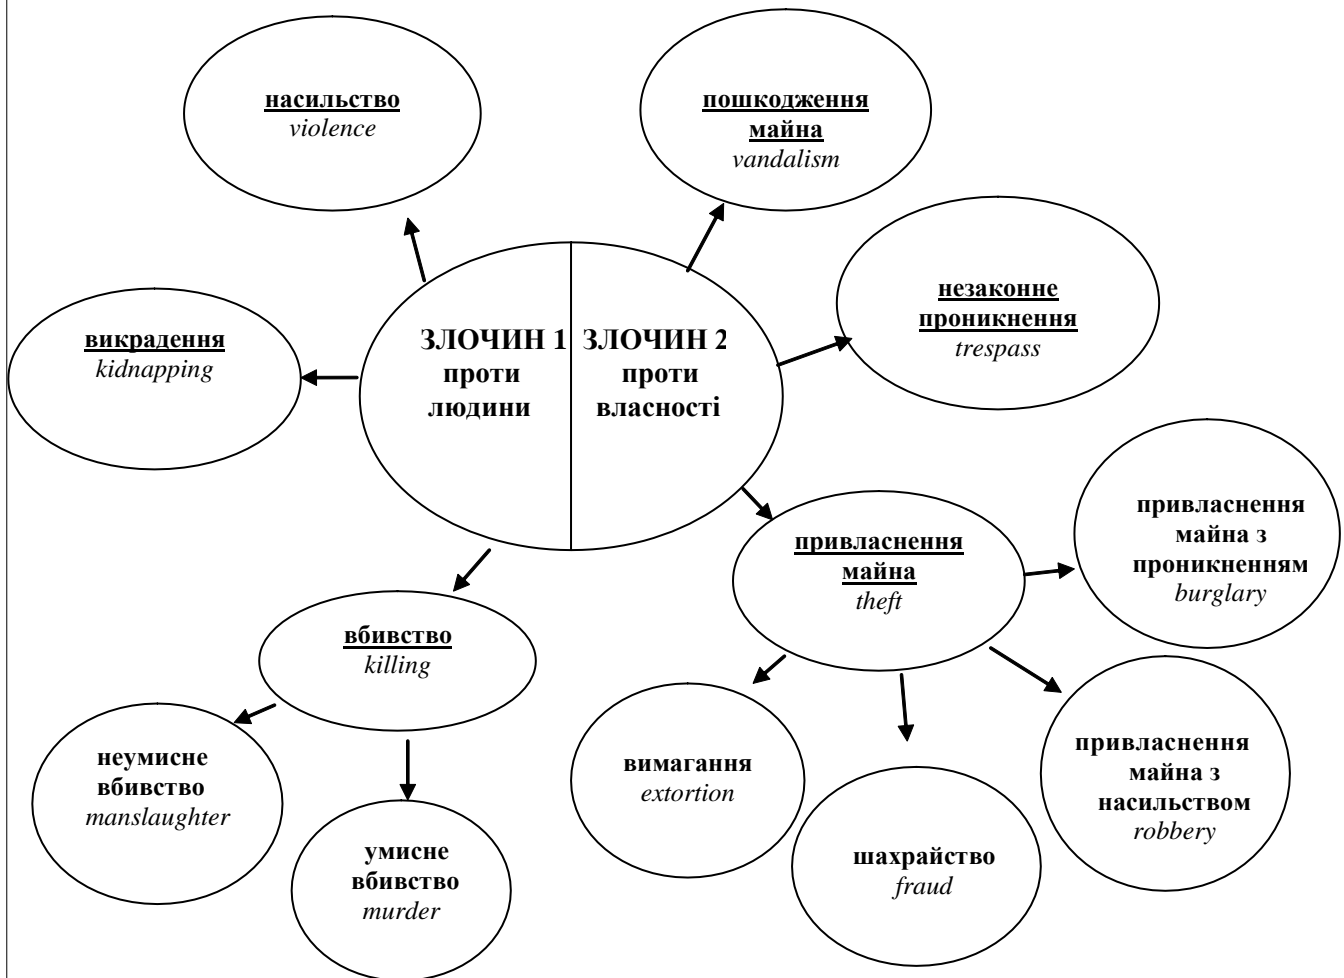 насильство
violence
пошкодження
майна
vandalism
незаконне
проникнення
trespass
викрадення
kidnapping
ЗЛОЧИН 1
проти
людини
ЗЛОЧИН 2
проти
власності
привласнення
майна
theft
привласнення
майна з
проникненням
burglary
вбивство
killing
неумисне
вбивство
manslaughter
умисне
вбивство
murder
вимагання
extortion
шахрайство
fraud
привласнення
майна з
насильством
robbery